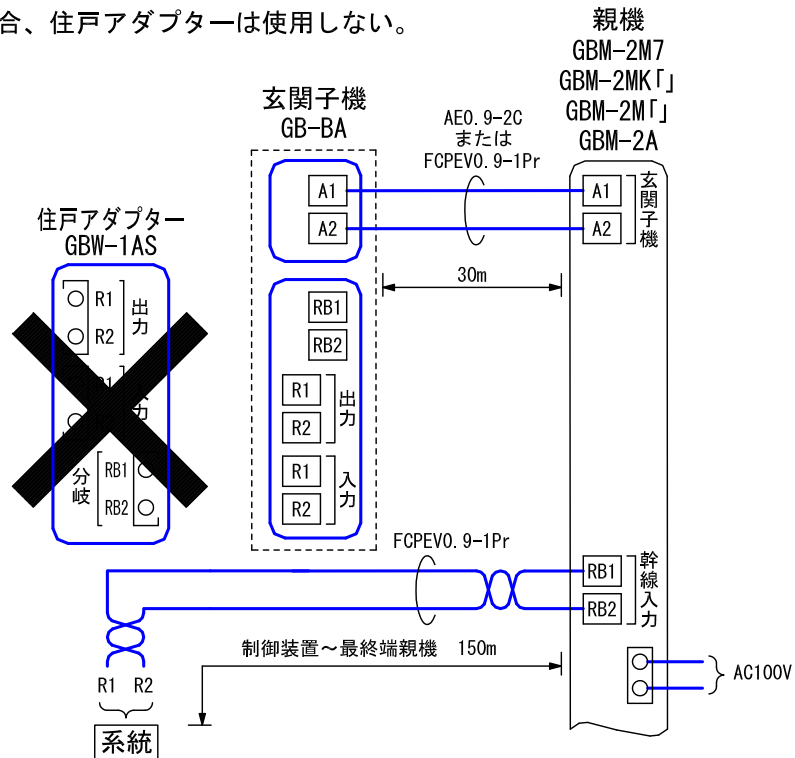 合、住戸アダプターは使用しない。
親機
GBM-2M7
GBM-2MK「」
GBM-2M「」
GBM-2A
玄関子機
GB-BA
AE0.9-2C
または
FCPEV0.9-1Pr
A1
A2
A1
A2
玄関子機
30m
住戸アダプター
GBW-1AS
R1
R2
出力
力
分岐
RB1
RB2
RB1
RB2
R1
R2
出力
R1
R2
入力
FCPEV0.9-1Pr
RB1
RB2
幹線入力
制御装置～最終端親機 150m
R1 R2
系統
AC100V